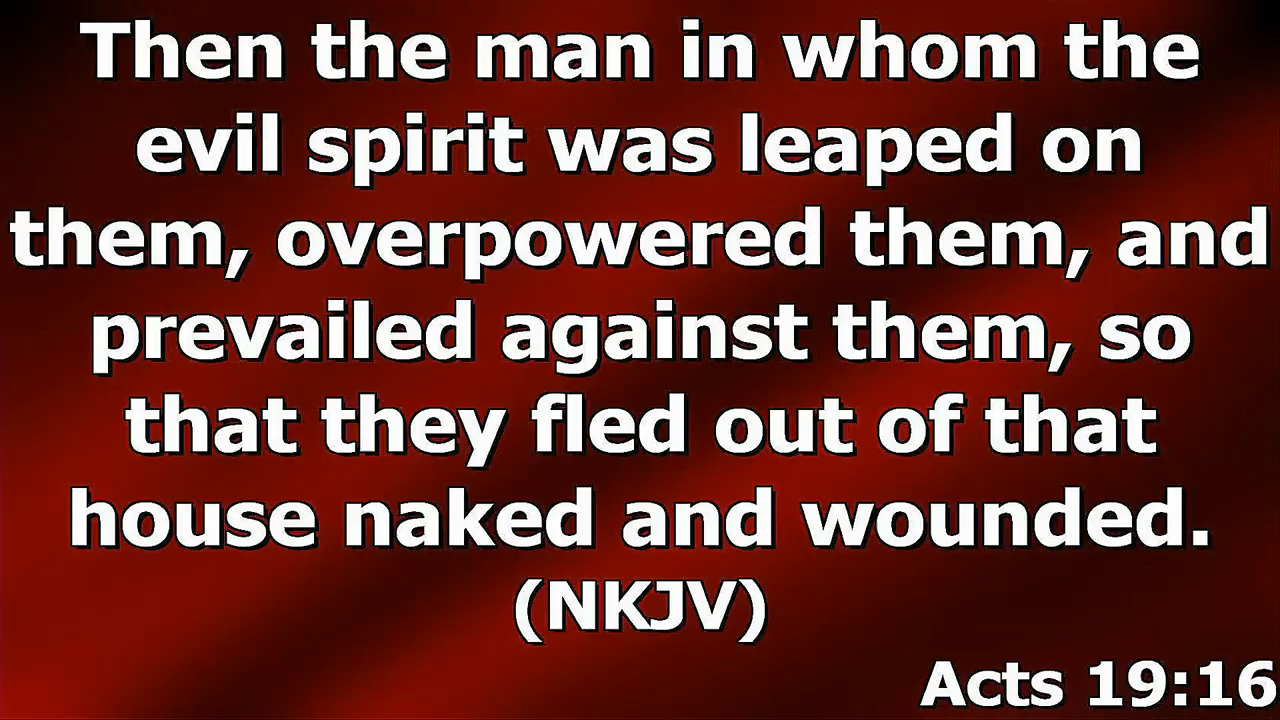 Then the man in whom the
evil spirit was leaped on
them, overpowered them, and
prevailed against them, so
that they fled out of that
house naked and wounded.
(NKJV)
Acts 19:16